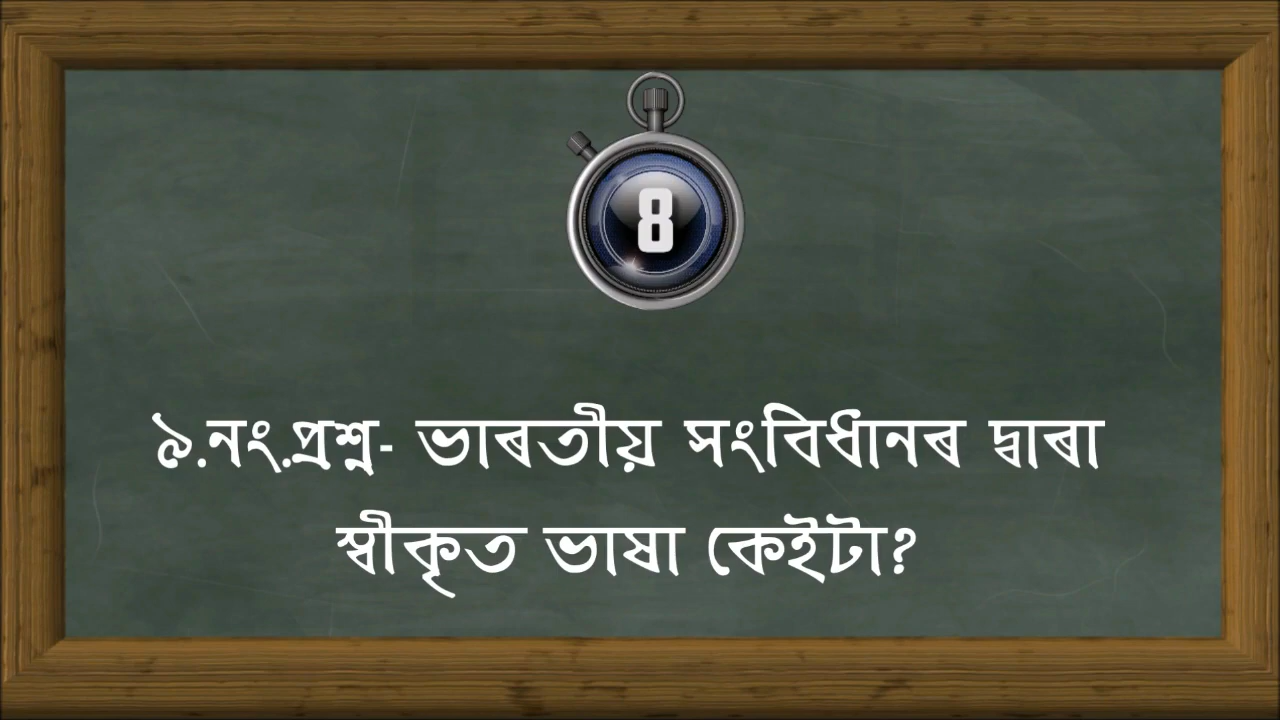 8
৯.নং.প্ৰশ্ন- ভাৰতীয় সংবিধানৰ দ্বাৰা
স্বীকৃত ভাষা কেইটা?